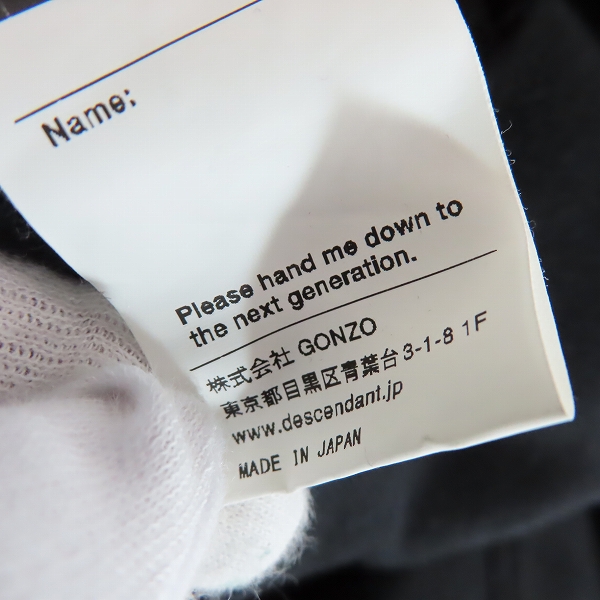 Name:
Please hand me down to
the next generation.
株式会社 GONZO
東京都目黒区青葉台3-1-8 1F
www.descendant.jp
MADE IN JAPAN